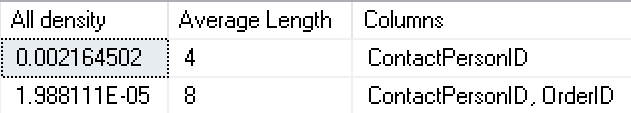 All density Average Length Columns
0.002164502 4 ContactPersonID
1.988111E-05 8 ContactPersonID, OrderID